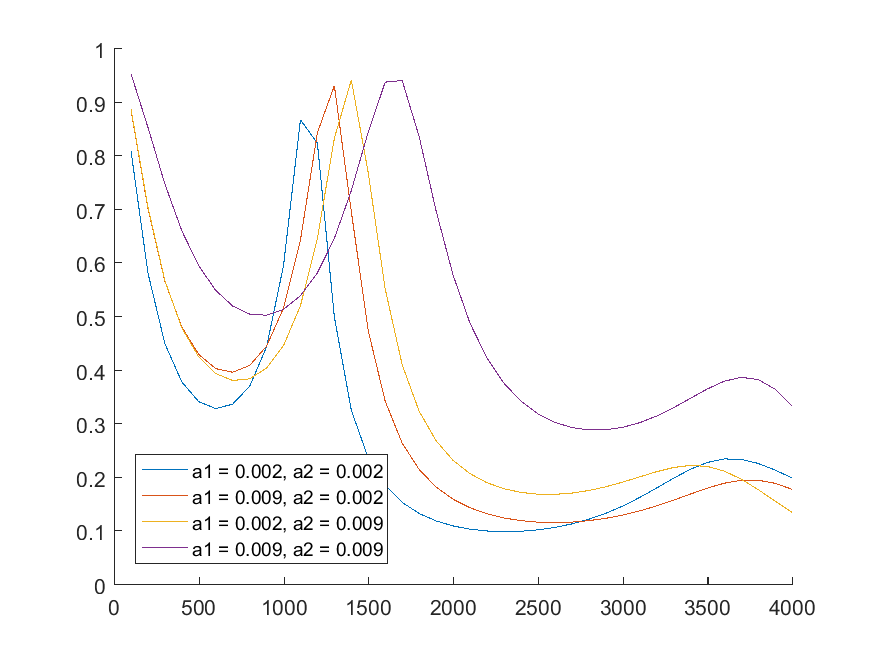 1
0.9
0.8
0.7
0.6
0.5
0.4
0.3
0.2
0.1
0
a1 = 0.002, a2 = 0.002
a1 = 0.009, a2 = 0.002
a1 = 0.002, a2 = 0.009
a1 = 0.009, a2 = 0.009
0 500 1000 1500 2000 2500 3000 3500 4000